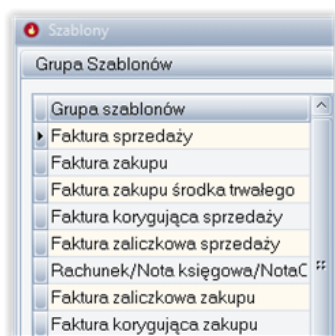 Szablony
Grupa Szablonów
Grupa szablonów
Faktura sprzedaży
Faktura zakupu
Faktura zakupu środka trwałego
Faktura korygująca sprzedaży
Faktura zaliczkowa sprzedaży
Rachunek/Nota księgowa/NotaC
Faktura zaliczkowa zakupu
Faktura korygująca zakupu